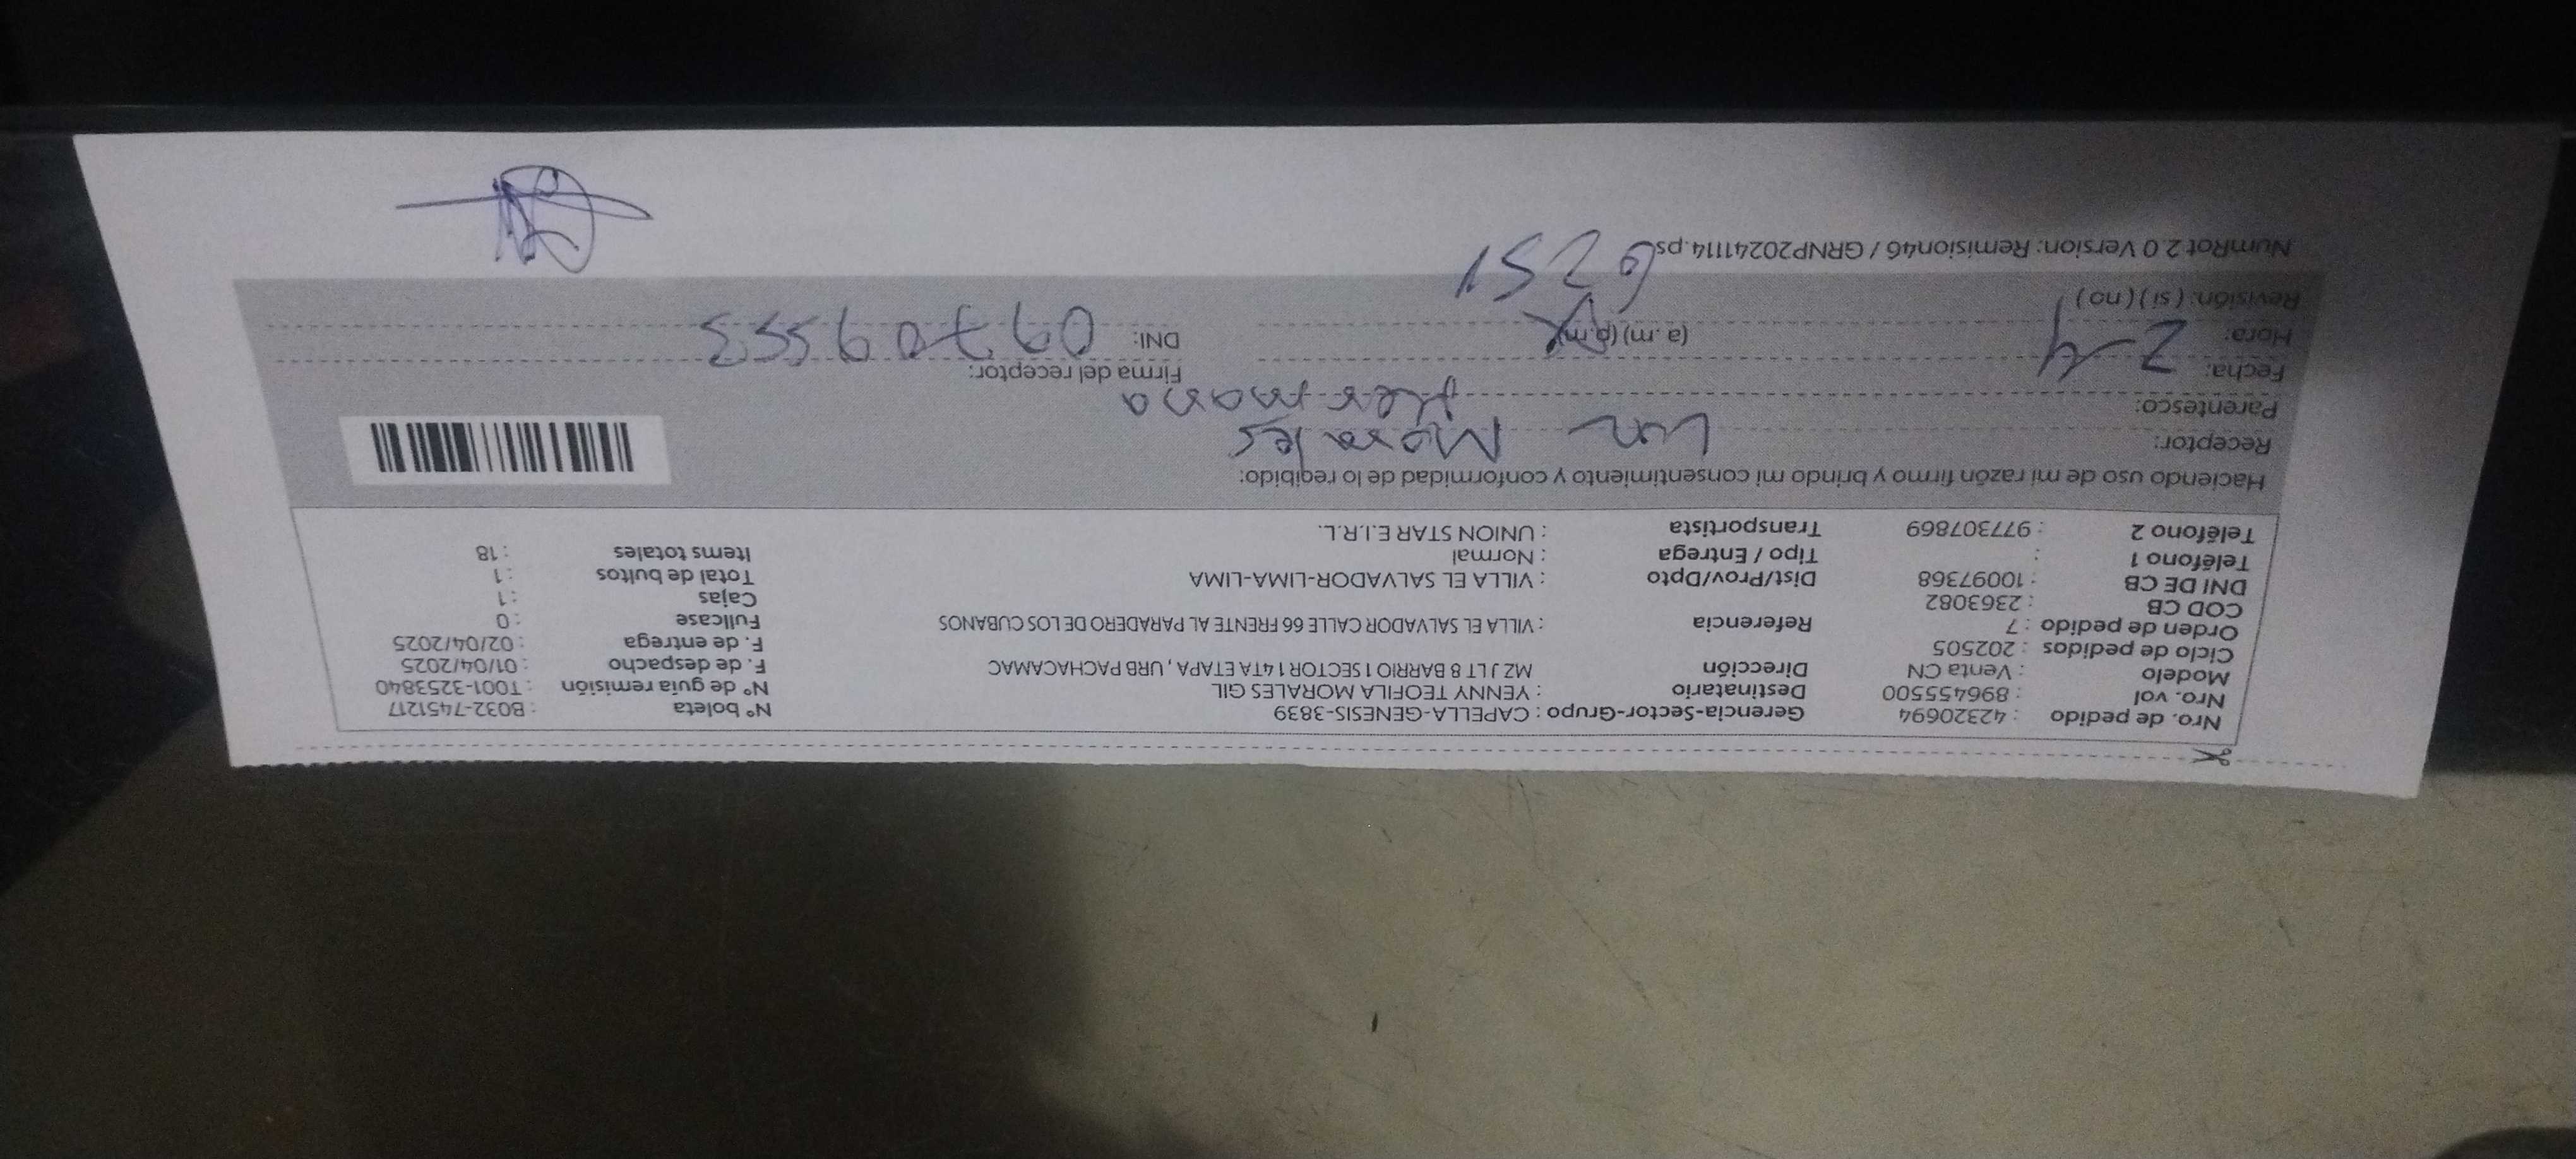 Nro. de pedido : 42320694 Gerencia-Sector-Grupo : CAPELLA-GENESIS-3839 N° boleta : B032-7451217
Nro. vol : 896455500 Destinatario : YENNY TEOFILA MORALES GIL N° de guía remisión : T001-3253840
Modelo : Venta CN Dirección MZ J LT 8 BARRIO 1 SECTOR 1 4TA ETAPA , URB PACHACAMAC F. de despacho : 01/04/2025
Ciclo de pedidos : 202505 F. de entrega : 02/04/2025
Orden de pedido : 7 Referencia : VILLA EL SALVADOR CALLE 66 FRENTE AL PARADERO DE LOS CUBANOS Fullcase : 0
COD CB : 2363082 Cajas : 1
DNI DE CB : 10097368 Dist/Prov/Dpto : VILLA EL SALVADOR-LIMA-LIMA Total de bultos : 1
Teléfono 1 : Tipo / Entrega : Normal Items totales : 18
Teléfono 2 : 977307869 Transportista : UNION STAR E.I.R.L.
Haciendo uso de mi razón firmo y brindo mi consentimiento y conformidad de lo recibido:
Receptor: Morales
Parentesco: Hermana
Fecha: 2-4 Firma del receptor:
Hora: (a.m) (p.m) DNI: 09709553
Revisión: (si) (no)
6251
NumRot 2.0 Version: Remision46 / GRNP20241114.ps